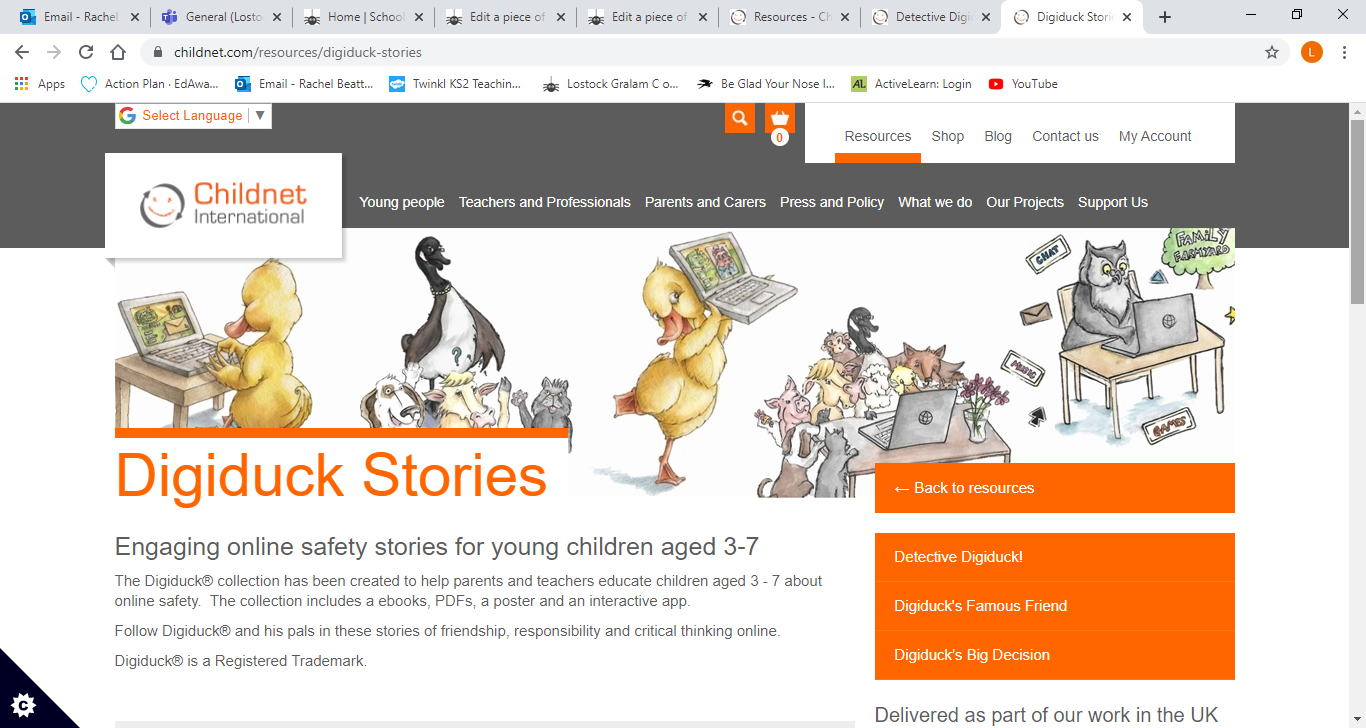 Email - Rachel
General (Losto
Home | School
Edit a piece of
Edit a piece of
Resources - Ch
Detective Digi
Digiduck Stori
childnet.com/resources/digiduck-stories
L
Apps
Action Plan · EdAwa...
Email - Rachel Beatt...
Twinkl KS2 Teachin...
Lostock Gralam C o...
Be Glad Your Nose I...
ActiveLearn: Login
YouTube
Select Language
0
Resources Shop Blog Contact us My Account
Childnet
International
Young people Teachers and Professionals Parents and Carers Press and Policy What we do Our Projects Support Us
CHAT
FAMILY
FARMYARD
MUSIC
GAMES
??
Digiduck Stories
← Back to resources
Engaging online safety stories for young children aged 3-7
The Digiduck® collection has been created to help parents and teachers educate children aged 3 - 7 about
online safety. The collection includes a ebooks, PDFs, a poster and an interactive app.
Follow Digiduck® and his pals in these stories of friendship, responsibility and critical thinking online.
Digiduck® is a Registered Trademark.
Detective Digiduck!
Digiduck's Famous Friend
Digiduck's Big Decision
Delivered as part of our work in the UK